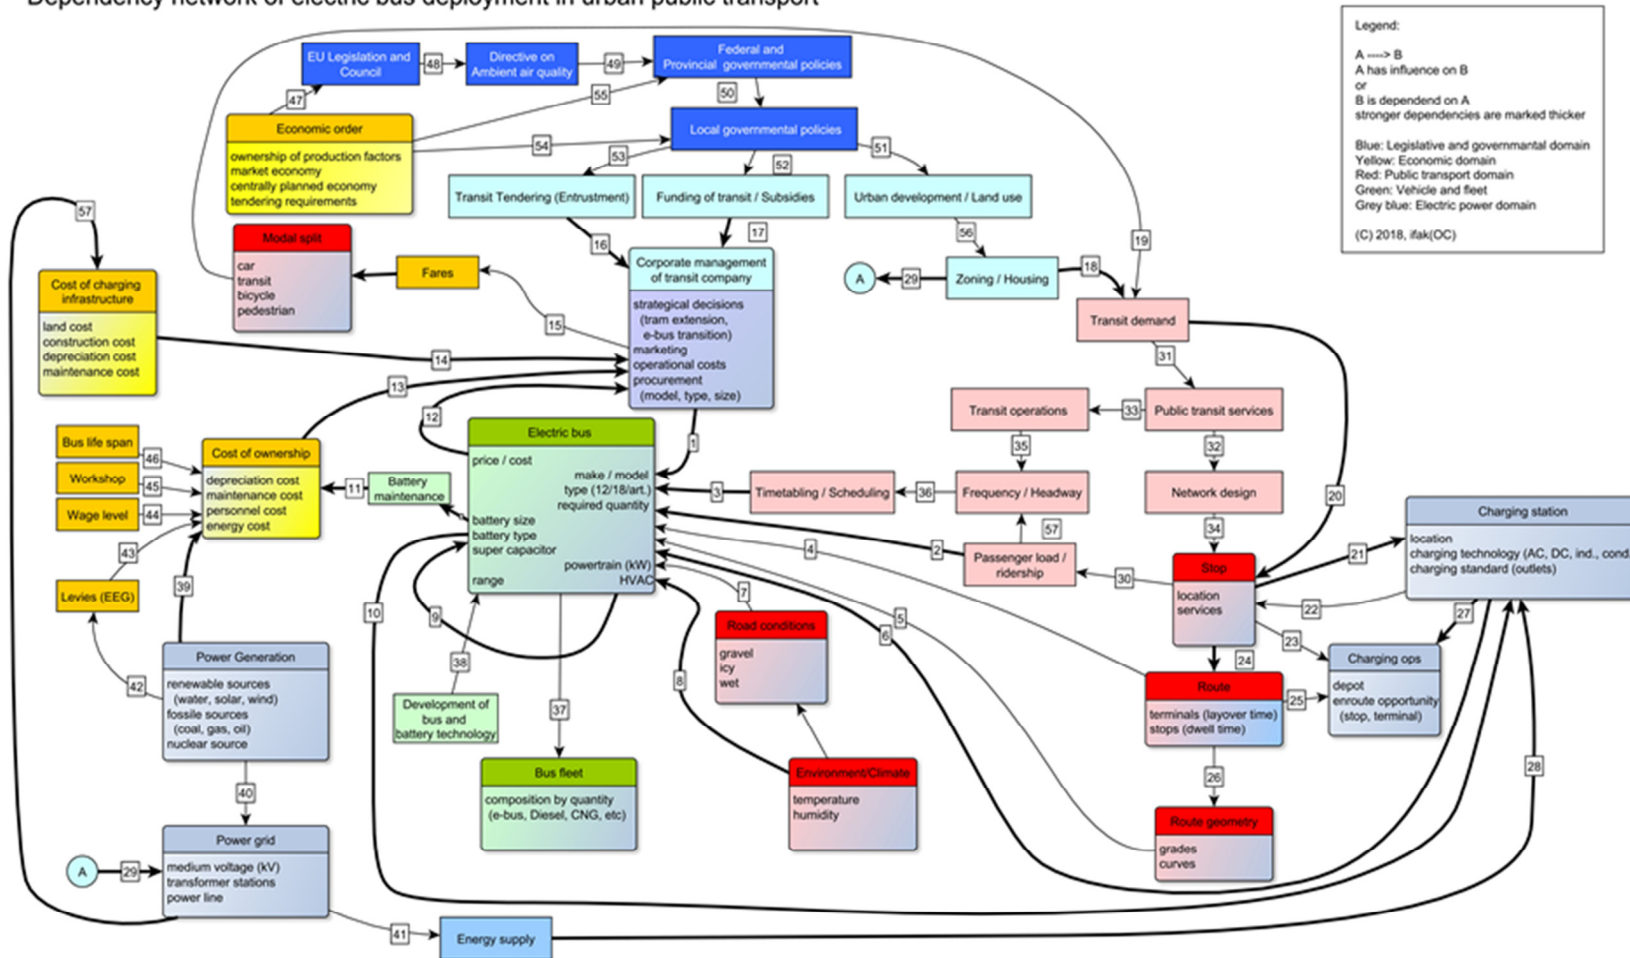 Dependency network of electric bus deployment in urban public transport
Legend:
A ----> B
A has influence on B
or
B is dependend on A
stronger dependencies are marked thicker
Blue: Legislative and governmantal domain
Yellow: Economic domain
Red: Public transport domain
Green: Vehicle and fleet
Grey blue: Electric power domain
(C) 2018, ifak(OC)
EU Legislation and
Council
48
Directive on
Ambient air quality
49
Federal and
Provincial governmental policies
47
55
50
Economic order
ownership of production factors
market economy
centrally planned economy
tendering requirements
54
Local governmental policies
53
52
51
Transit Tendering (Entrustment)
Funding of transit / Subsidies
Urban development / Land use
57
16
17
56
19
Modal split
car
transit
bicycle
pedestrian
Fares
15
Corporate management
of transit company
strategical decisions
(tram extension,
e-bus transition)
marketing
operational costs
procurement
(model, type, size)
A
29
Zoning / Housing
18
Cost of charging
infrastructure
land cost
construction cost
depreciation cost
maintenance cost
14
13
12
1
Transit demand
31
Transit operations
33
Public transit services
35
32
Bus life span
46
Workshop
45
Wage level
44
Cost of ownership
depreciation cost
maintenance cost
personnel cost
energy cost
11
Battery
maintenance
Electric bus
price / cost
make / model
type (12/18/art.)
required quantity
battery size
battery type
super capacitor
powertrain (kW)
range
HVAC
3
Timetabling / Scheduling
36
Frequency / Headway
Network design
20
57
34
4
2
Passenger load /
ridership
30
Stop
location
services
21
22
Charging station
location
charging technology (AC, DC, ind., cond
charging standard (outlets)
43
39
Levies (EEG)
10
9
7
5
6
23
27
24
Power Generation
renewable sources
(water, solar, wind)
fossile sources
(coal, gas, oil)
nuclear source
42
38
Development of
bus and
battery technology
37
8
Road conditions
gravel
icy
wet
Route
terminals (layover time)
stops (dwell time)
25
Charging ops
depot
enroute opportunity
(stop, terminal)
40
Bus fleet
composition by quantity
(e-bus, Diesel, CNG, etc)
Environment/Climate
temperature
humidity
26
28
Route geometry
grades
curves
A
29
Power grid
medium voltage (kV)
transformer stations
power line
41
Energy supply